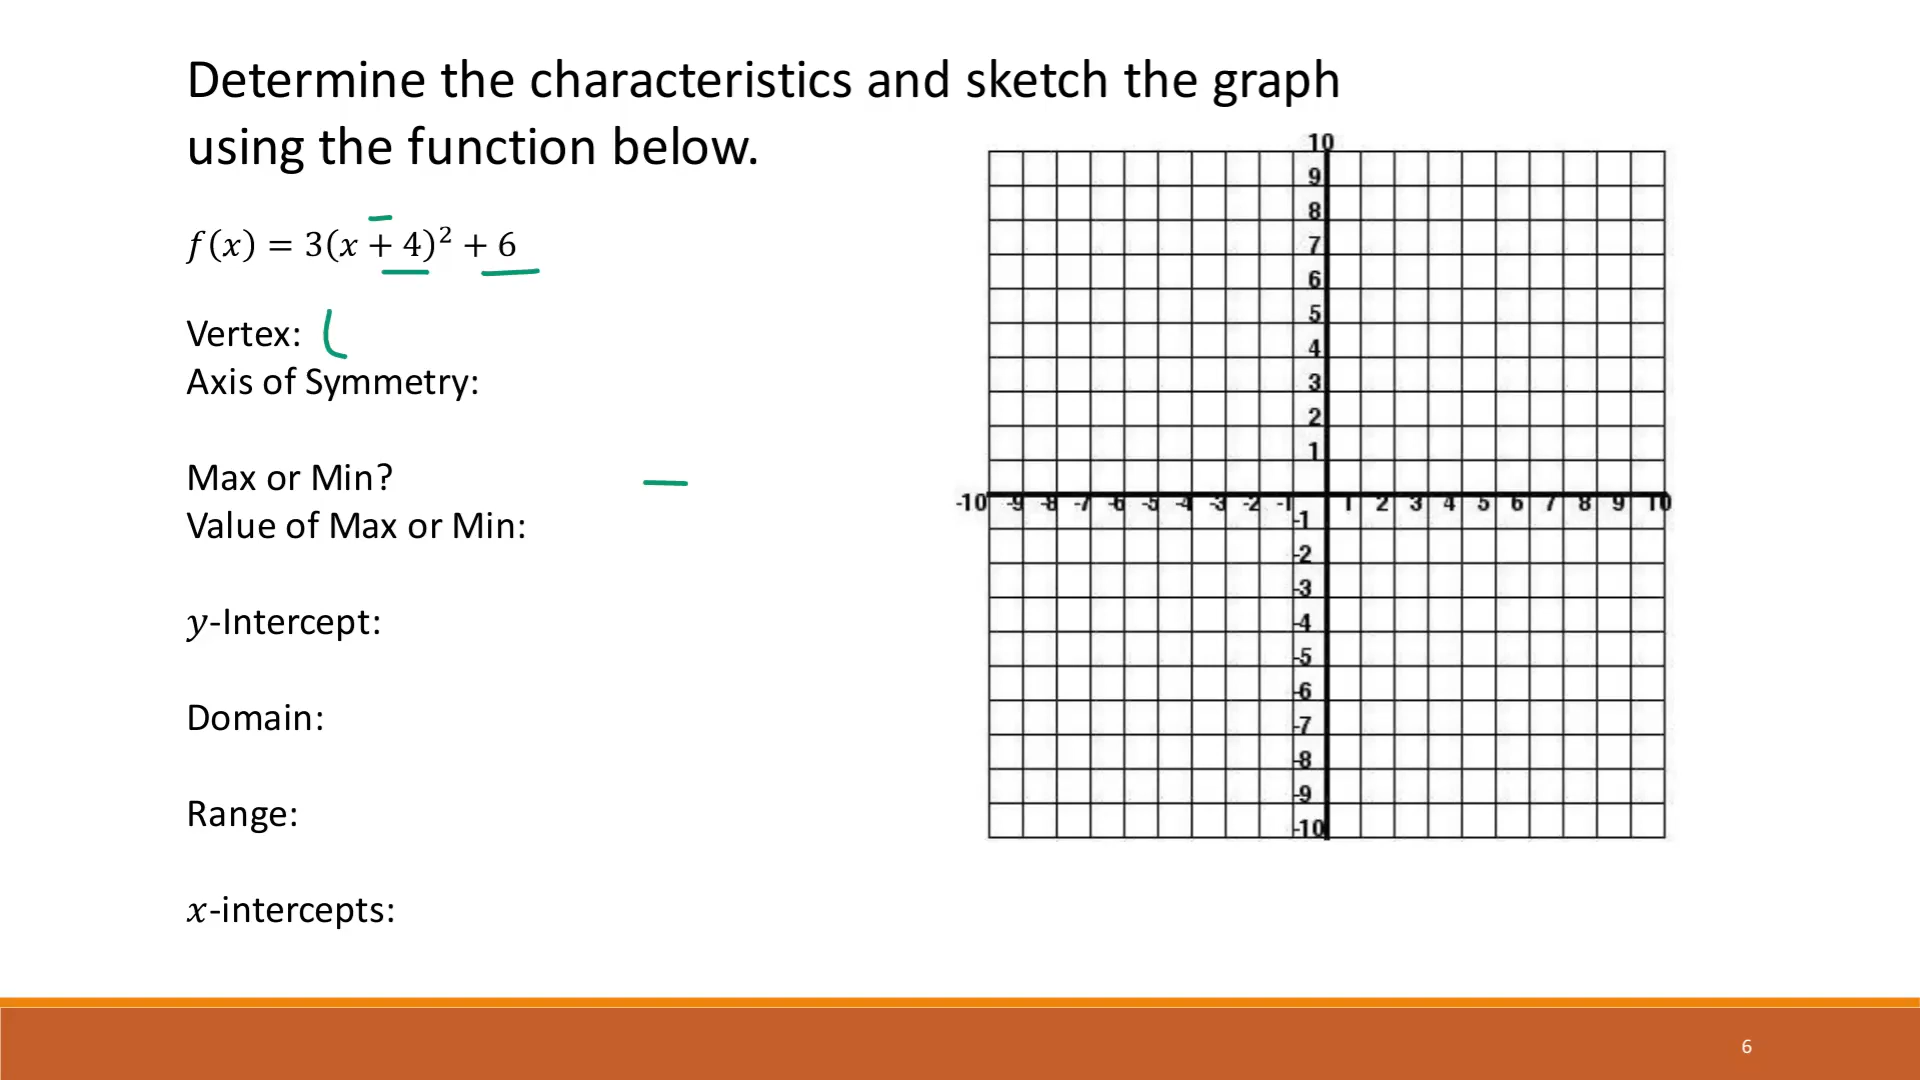 Determine the characteristics and sketch the graph
using the function below.
𝑓(𝑥) = 3(𝑥 + 4)² + 6
Vertex: (
Axis of Symmetry:
Max or Min?
Value of Max or Min:
𝑦-Intercept:
Domain:
Range:
𝑥-intercepts:
10
9
8
7
6
5
4
3
2
1
-10 -9 -8 -7 -6 -5 -4 -3 -2 -1 1 2 3 4 5 6 7 8 9 10
-1
-2
-3
-4
-5
-6
-7
-8
-9
-10
6